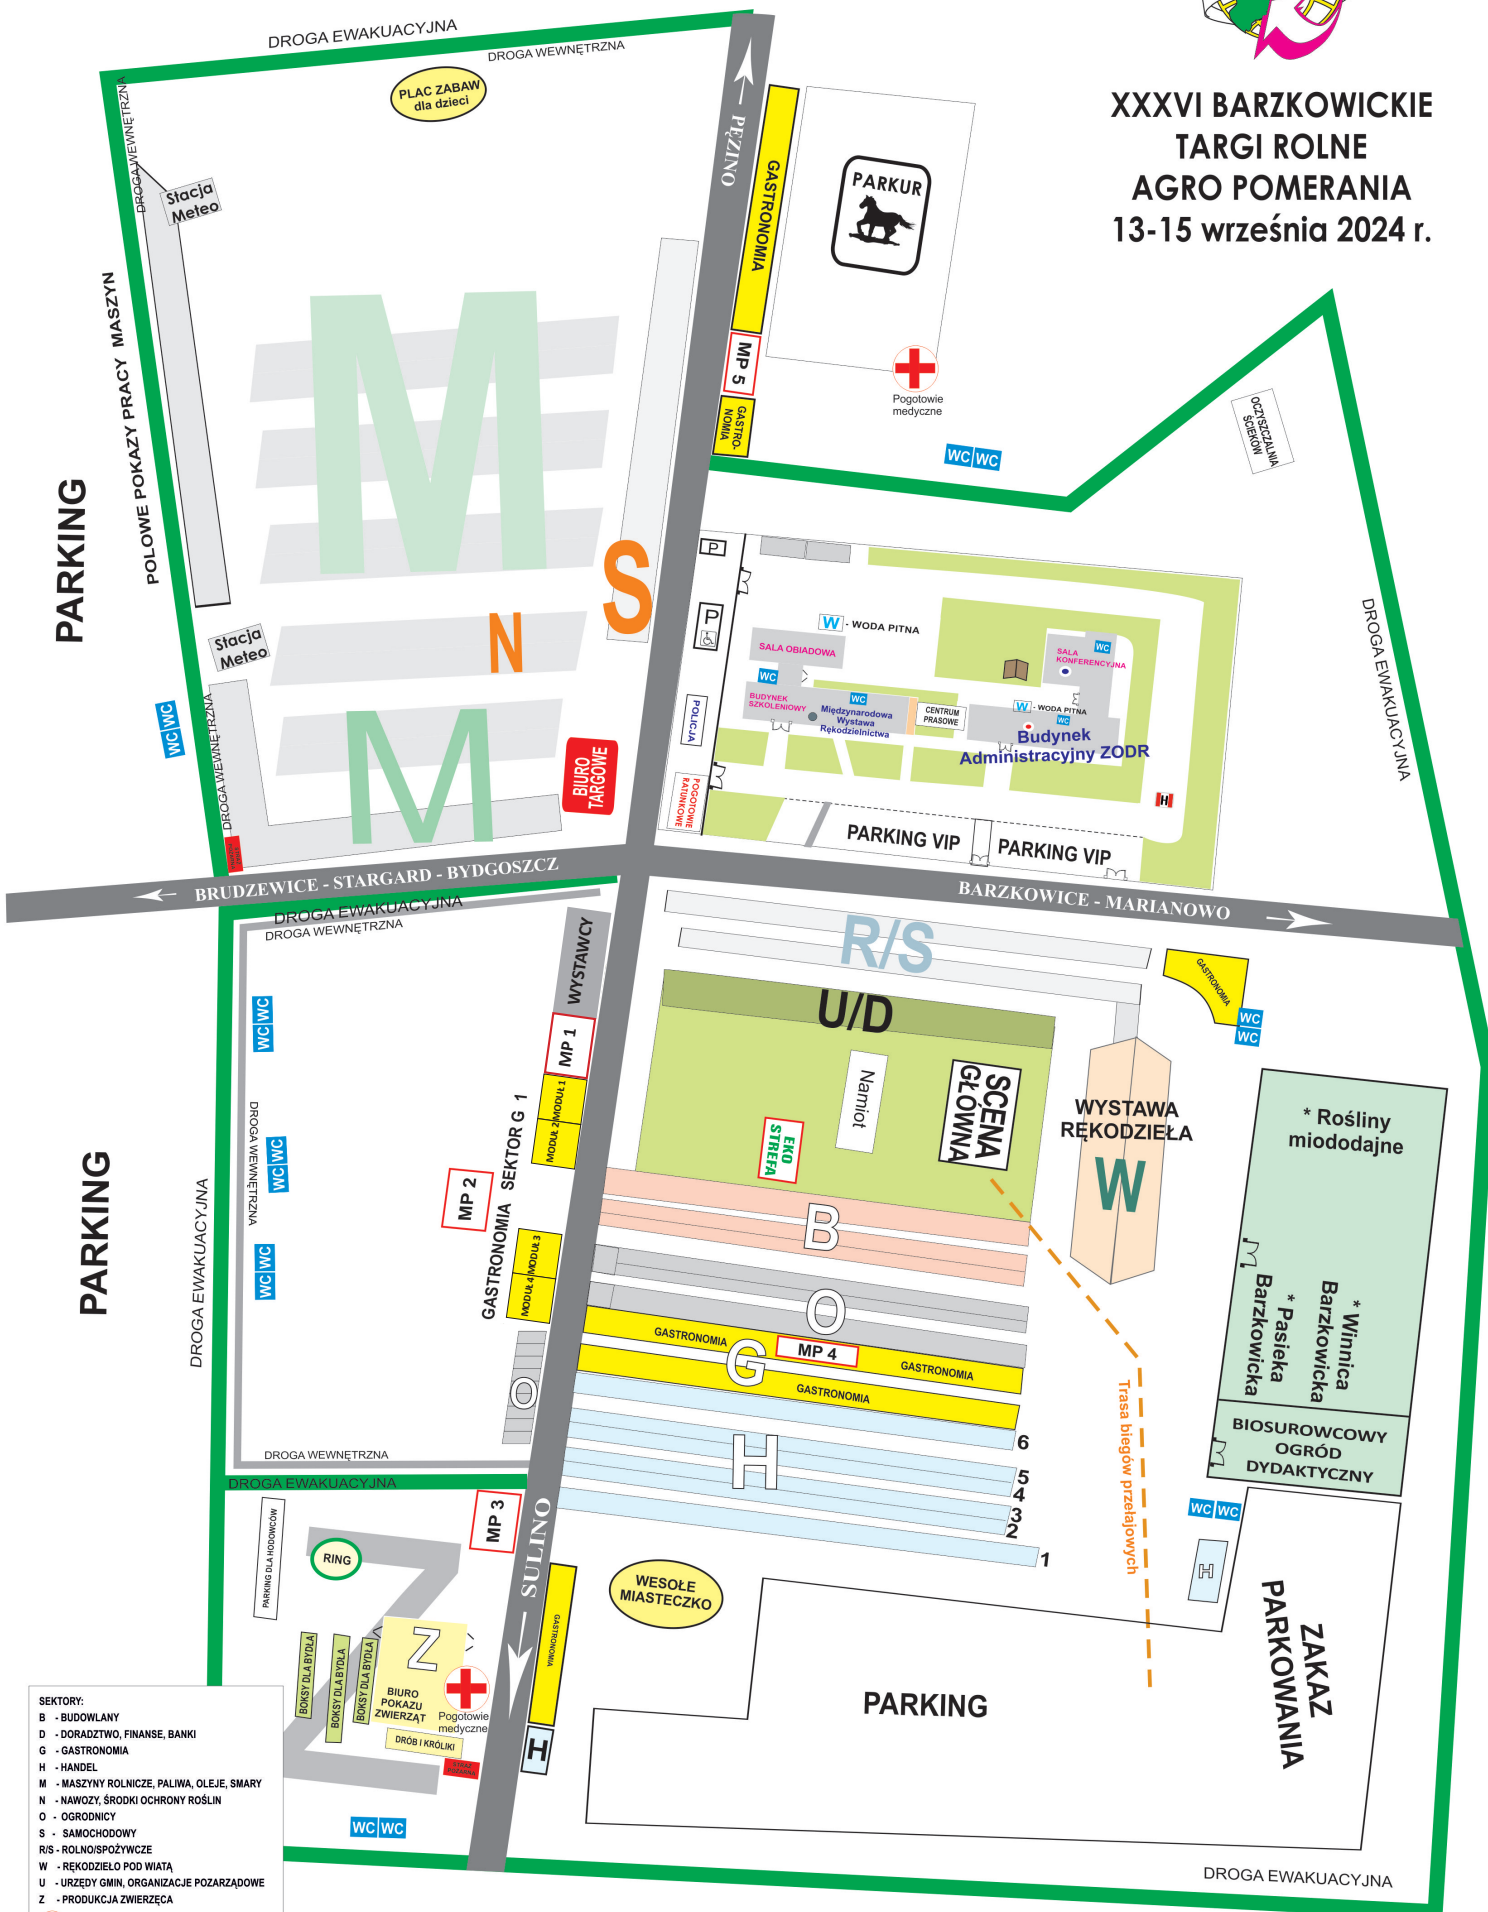 XXXVI BARZKOWICKIE
TARGI ROLNE
AGRO POMERANIA
13-15 września 2024 r.
DROGA EWAKUACYJNA
DROGA WEWNĘTRZNA
PLAC ZABAW
dla dzieci
DROGA WEWNĘTRZNA
Stacja
Meteo
PĘZINO
GASTRONOMIA
PARKUR
MP 5
GASTRO-
NOMIA
Pogotowie
medyczne
WC WC
OCZYSZCZALNIA
ŚCIEKÓW
POLOWE POKAZY PRACY MASZYN
PARKING
M
S
N
Stacja
Meteo
WC WC
DROGA WEWNĘTRZNA
M
BIURO
TARGOWE
P
P
POLICJA
POGOTOWIE
RATUNKOWE
W - WODA PITNA
SALA OBIADOWA
WC
BUDYNEK
SZKOLENIOWY
WC
Międzynarodowa
Wystawa
Rękodzielnictwa
CENTRUM
PRASOWE
WC
SALA
KONFERENCYJNA
W - WODA PITNA
WC
Budynek
Administracyjny ZODR
H
PARKING VIP
PARKING VIP
DROGA EWAKUACYJNA
BRUDZEWICE - STARGARD - BYDGOSZCZ
BARZKOWICE - MARIANOWO
DROGA EWAKUACYJNA
DROGA WEWNĘTRZNA
WYSTAWCY
R/S
U/D
GASTRONOMIA
WC
WC
WC WC
MP 1
MODUŁ 1
MODUŁ 2
GASTRONOMIA SEKTOR G 1
MP 2
MODUŁ 3
MODUŁ 4
Namiot
SCENA
GŁÓWNA
EKO
STREFA
WYSTAWA
RĘKODZIEŁA
W
* Rośliny
miododajne
* Winnica
Barzkowicka
* Pasieka
Barzkowicka
BIOSUROWCOWY
OGRÓD
DYDAKTYCZNY
DROGA WEWNĘTRZNA
WC WC
WC WC
PARKING
DROGA EWAKUACYJNA
B
O
GASTRONOMIA
MP 4
GASTRONOMIA
G
GASTRONOMIA
O
H
6
5
4
3
2
1
Trasa biegów przełajowych
DROGA WEWNĘTRZNA
DROGA EWAKUACYJNA
WC WC
H
MP 3
SULINO
PARKING DLA HODOWCÓW
RING
WESOŁE
MIASTECZKO
GASTRONOMIA
Z
BOKSY DLA BYDŁA
BOKSY DLA BYDŁA
BOKSY DLA BYDŁA
BIURO
POKAZU
ZWIERZĄT
Pogotowie
medyczne
DRÓB I KRÓLIKI
STRAŻ
POŻARNA
H
PARKING
ZAKAZ
PARKOWANIA
WC WC
DROGA EWAKUACYJNA
SEKTORY:
B - BUDOWLANY
D - DORADZTWO, FINANSE, BANKI
G - GASTRONOMIA
H - HANDEL
M - MASZYNY ROLNICZE, PALIWA, OLEJE, SMARY
N - NAWOZY, ŚRODKI OCHRONY ROŚLIN
O - OGRODNICY
S - SAMOCHODOWY
R/S - ROLNO/SPOŻYWCZE
W - RĘKODZIEŁO POD WIATĄ
U - URZĘDY GMIN, ORGANIZACJE POZARZĄDOWE
Z - PRODUKCJA ZWIERZĘCA